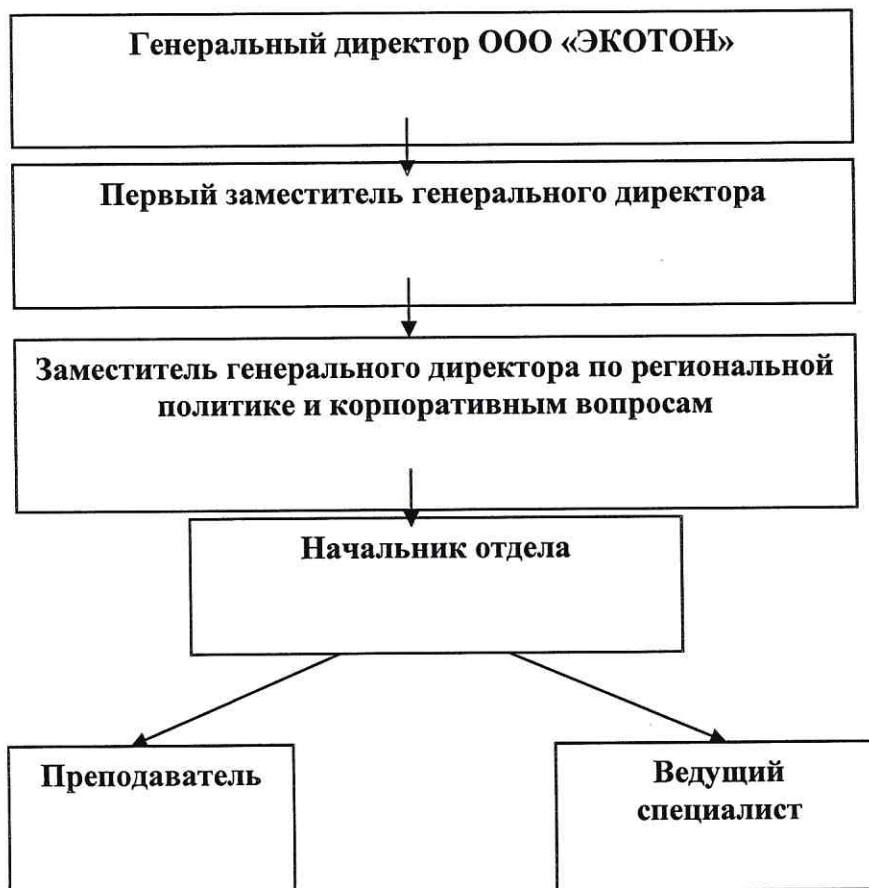 Генеральный директор ООО «ЭКОТОН»
Первый заместитель генерального директора
Заместитель генерального директора по региональной
политике и корпоративным вопросам
Начальник отдела
Преподаватель
Ведущий
специалист